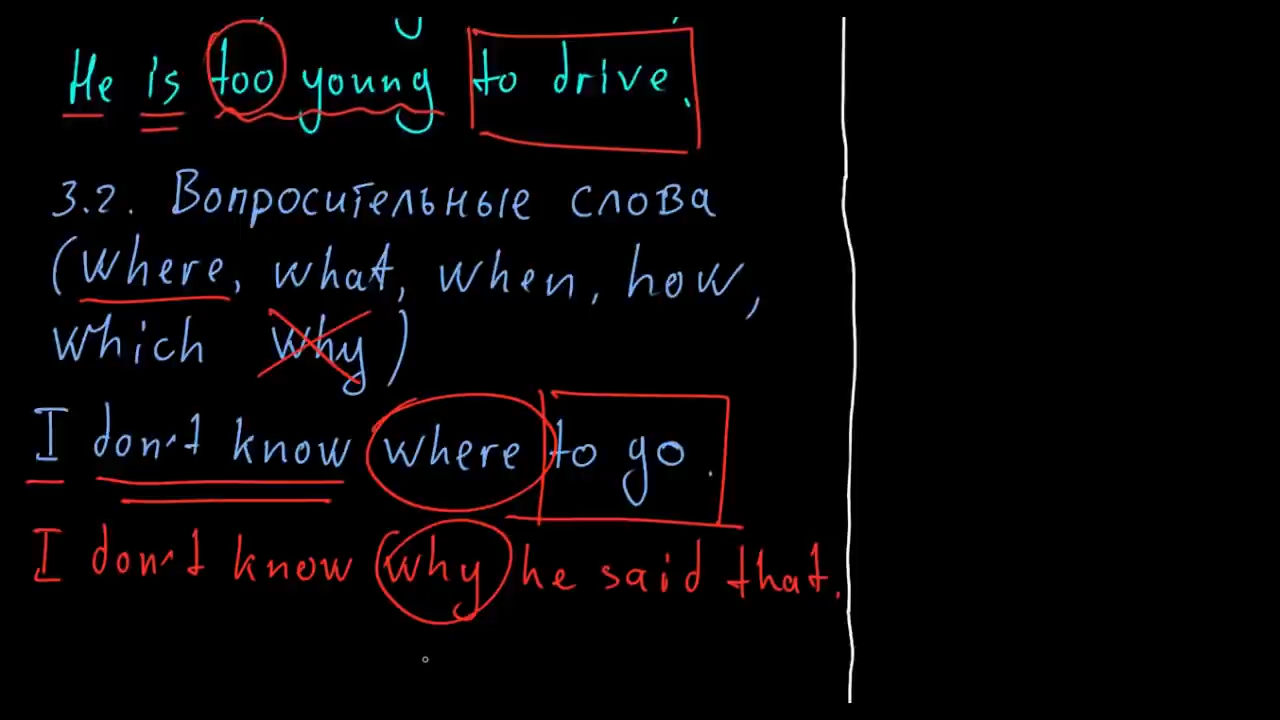 He is too young to drive.
3.2. Вопросительные слова
(where, what, when, how,
which why)
I don't know where to go.
I don't know why he said that.